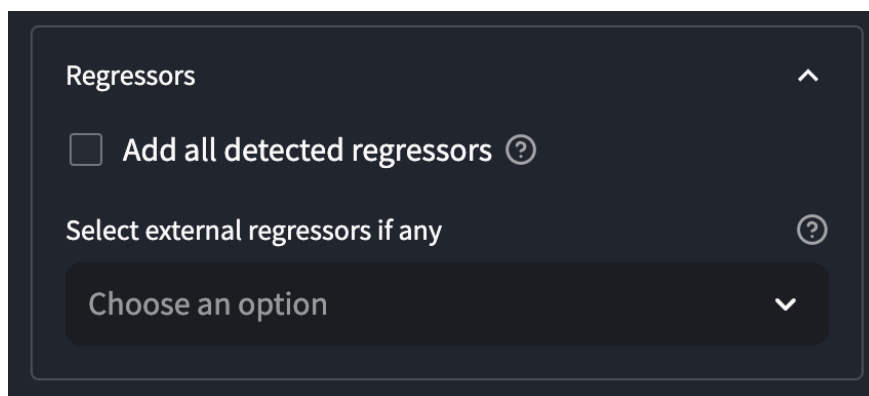 Regressors
Add all detected regressors
Select external regressors if any
Choose an option